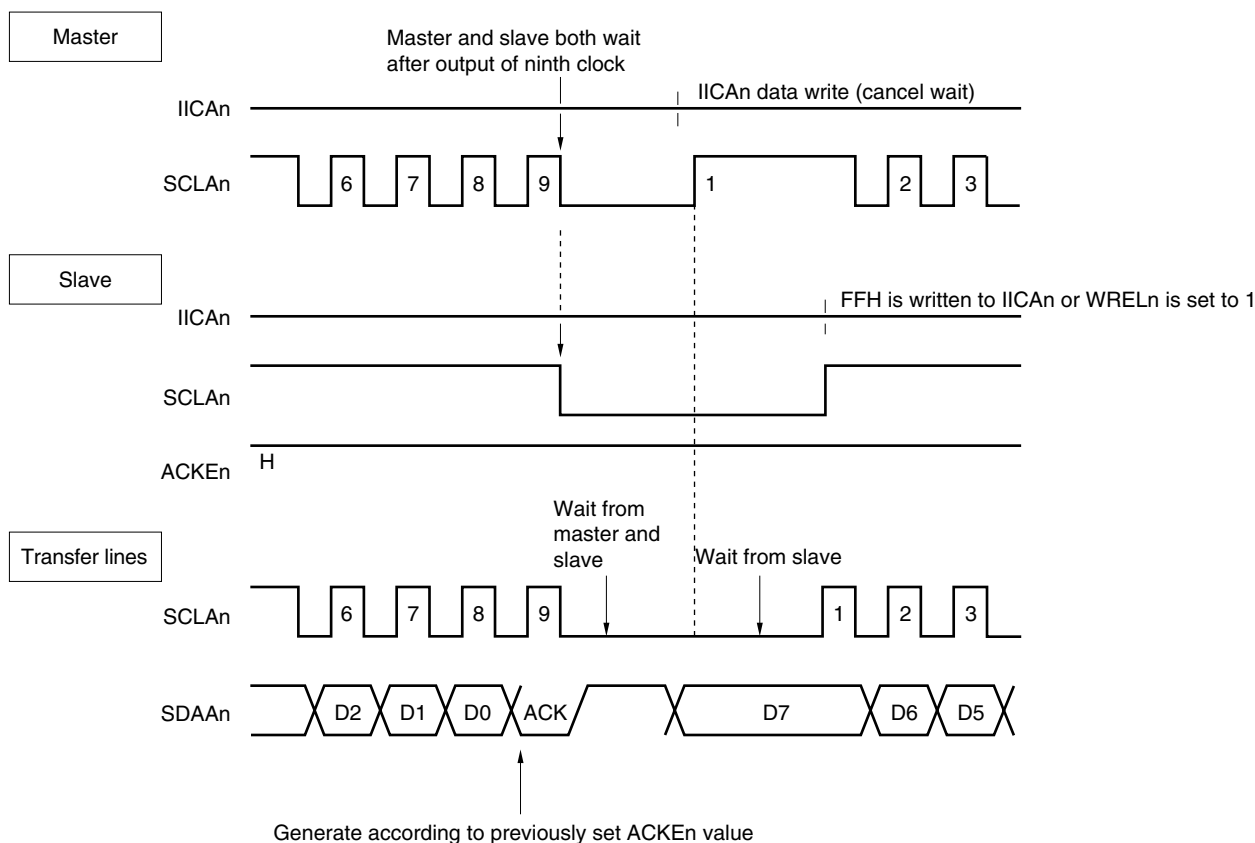 Master
Master and slave both wait
after output of ninth clock
IICAn
IICAn data write (cancel wait)
SCLAn
6 7 8 9 1 2 3
Slave
IICAn
FFH is written to IICAn or WRELn is set to 1
SCLAn
ACKEn
H
Transfer lines
Wait from
master and
slave
Wait from slave
SCLAn
6 7 8 9 1 2 3
SDAAn
D2 D1 D0 ACK D7 D6 D5
Generate according to previously set ACKEn value